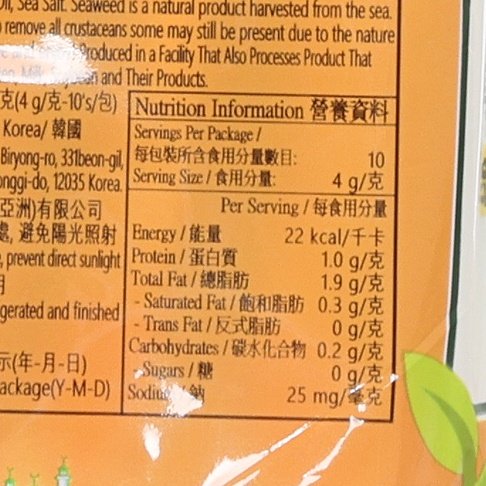 Oil, Sea Salt. Seaweed is a natural product harvested from the sea.
remove all crustaceans some may still be present due to the nature
Produced in a Facility That Also Processes Product That
Milk, Soybean and Their Products.
克(4 g/克-10's/包)
Korea/ 韓國
Biryong-ro, 331beon-gil,
onggi-do, 12035 Korea.
亞洲)有限公司
處, 避免陽光照射
, prevent direct sunlight
gerated and finished
示(年-月-日)
ackage(Y-M-D)
Nutrition Information 營養資料
Servings Per Package /
每包裝所含食用分量數目: 10
Serving Size / 食用分量: 4 g/克
Per Serving / 每食用分量
Energy / 能量 22 kcal/千卡
Protein / 蛋白質 1.0 g/克
Total Fat / 總脂肪 1.9 g/克
- Saturated Fat / 飽和脂肪 0.3 g/克
- Trans Fat / 反式脂肪 0 g/克
Carbohydrates / 碳水化合物 0.2 g/克
- Sugars / 糖 0 g/克
Sodium / 鈉 25 mg/毫克